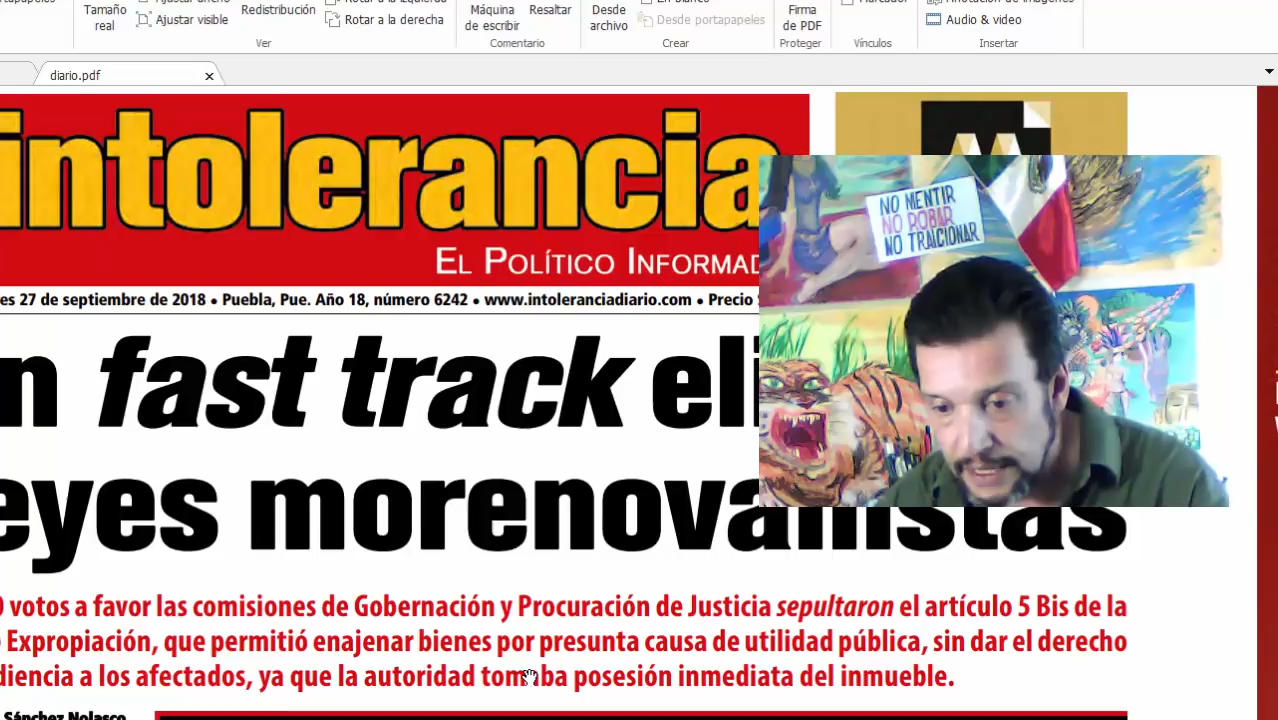 Tamaño
real
Ajustar visible
Redistribución
Rotar a la derecha
Ver
Máquina
de escribir
Resaltar
Comentario
Desde
archivo
Desde portapapeles
Crear
Firma
de PDF
Proteger
Vínculos
Audio & video
Insertar
diario.pdf
intolerancia
EL POLÍTICO INFORMA
27 de septiembre de 2018 • Puebla, Pue. Año 18, número 6242 • www.intoleranciadiario.com • Precio
NO MENTIR
NO ROBAR
NO TRAICIONAR
n fast track eli
eyes morenovallistas
votos a favor las comisiones de Gobernación y Procuración de Justicia sepultaron el artículo 5 Bis de la
Expropiación, que permitió enajenar bienes por presunta causa de utilidad pública, sin dar el derecho
diencia a los afectados, ya que la autoridad tomaba posesión inmediata del inmueble.
Sánchez Nolasco